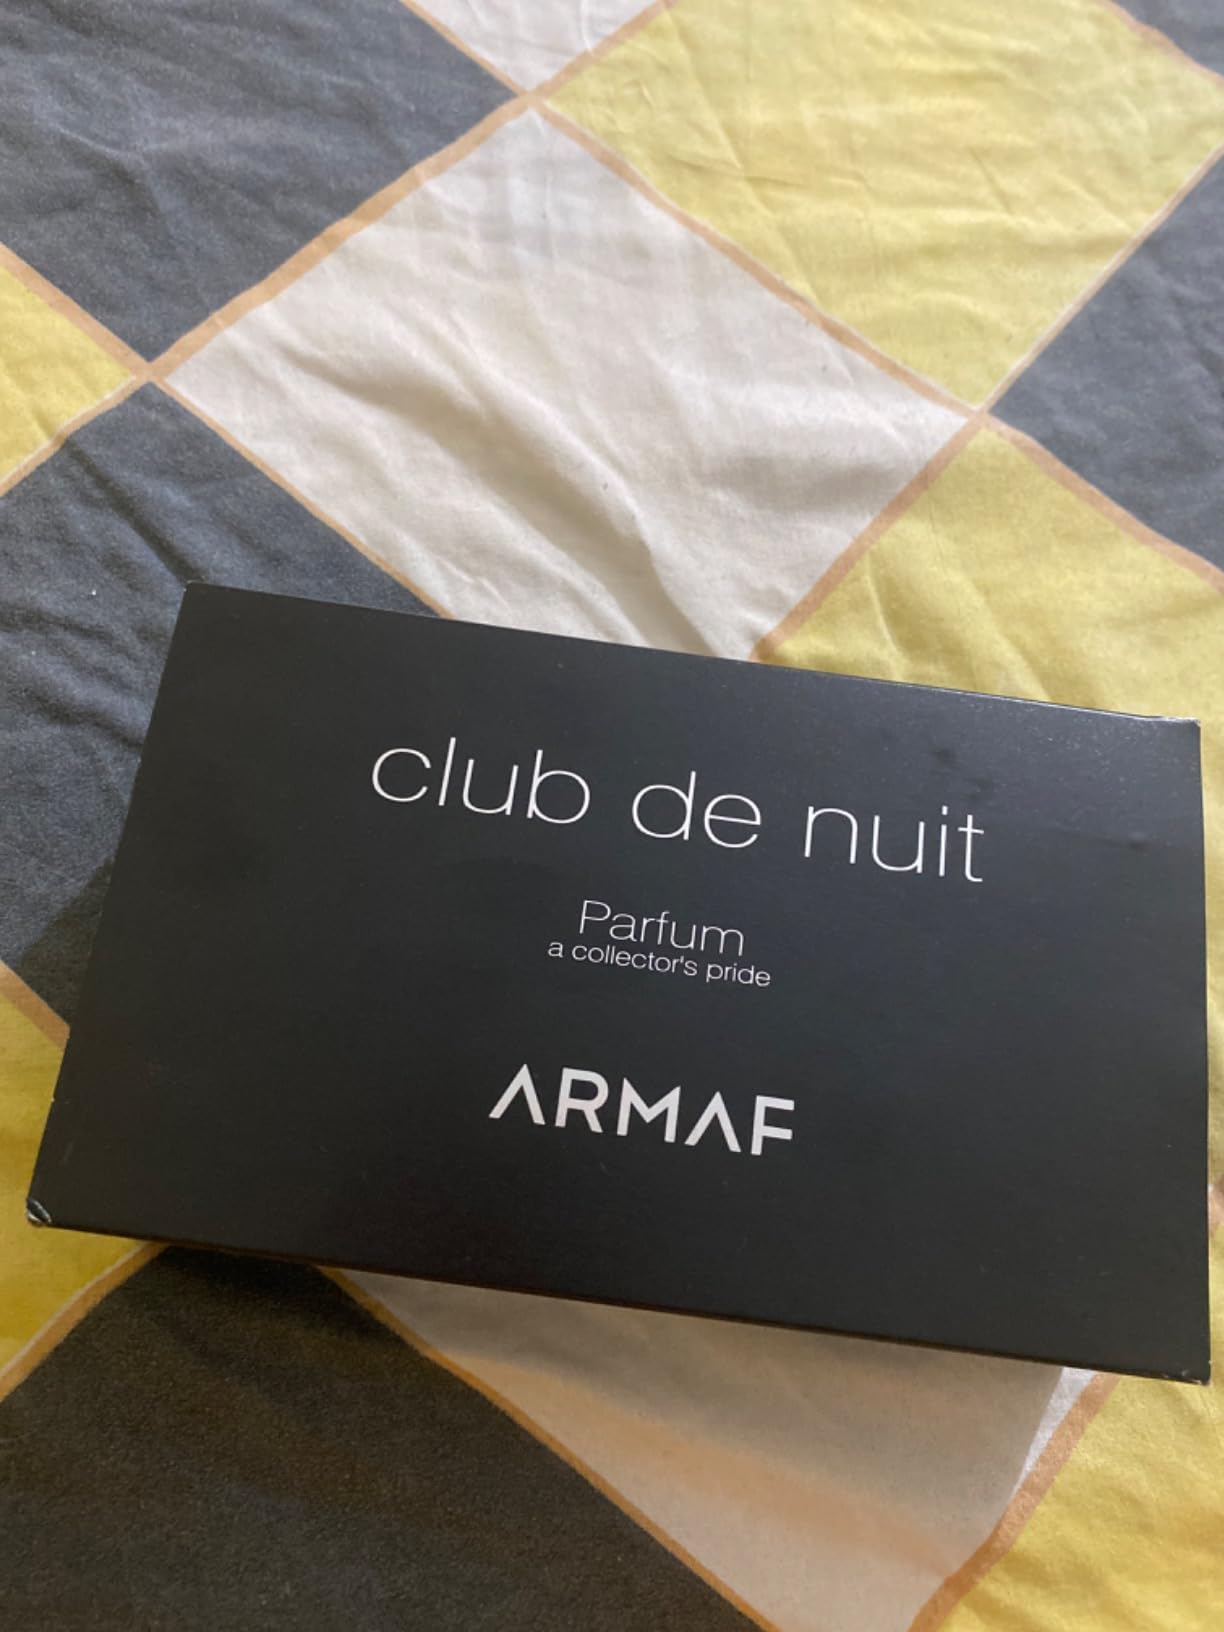 club de nuit
Parfum
a collector's pride
ARMAF